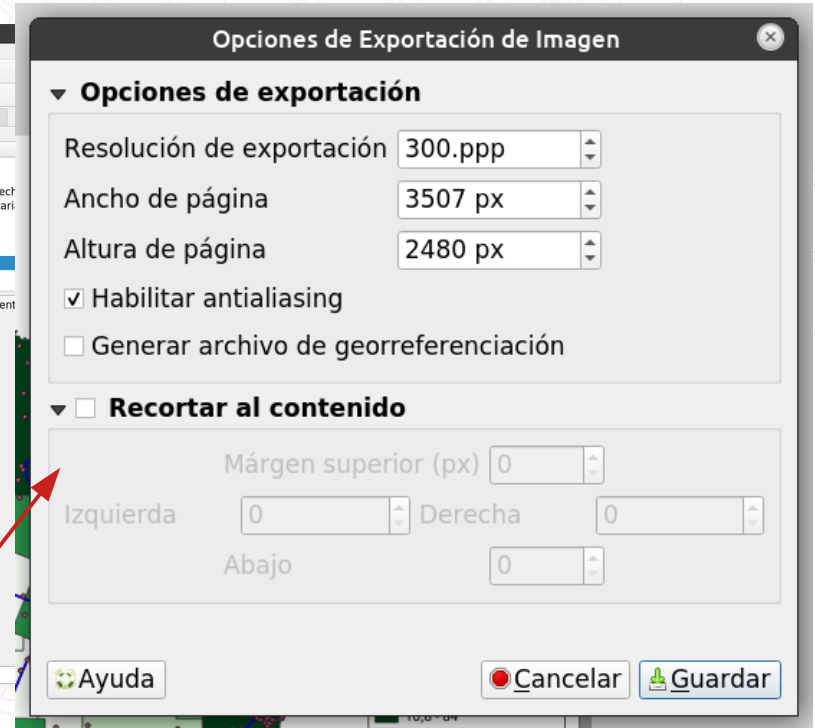 Opciones de Exportación de Imagen
Opciones de exportación
Resolución de exportación 300.ppp
Ancho de página 3507 px
Altura de página 2480 px
Habilitar antialiasing
Generar archivo de georreferenciación
Recortar al contenido
Márgen superior (px) 0
Izquierda 0 Derecha 0
Abajo 0
Ayuda Cancelar Guardar